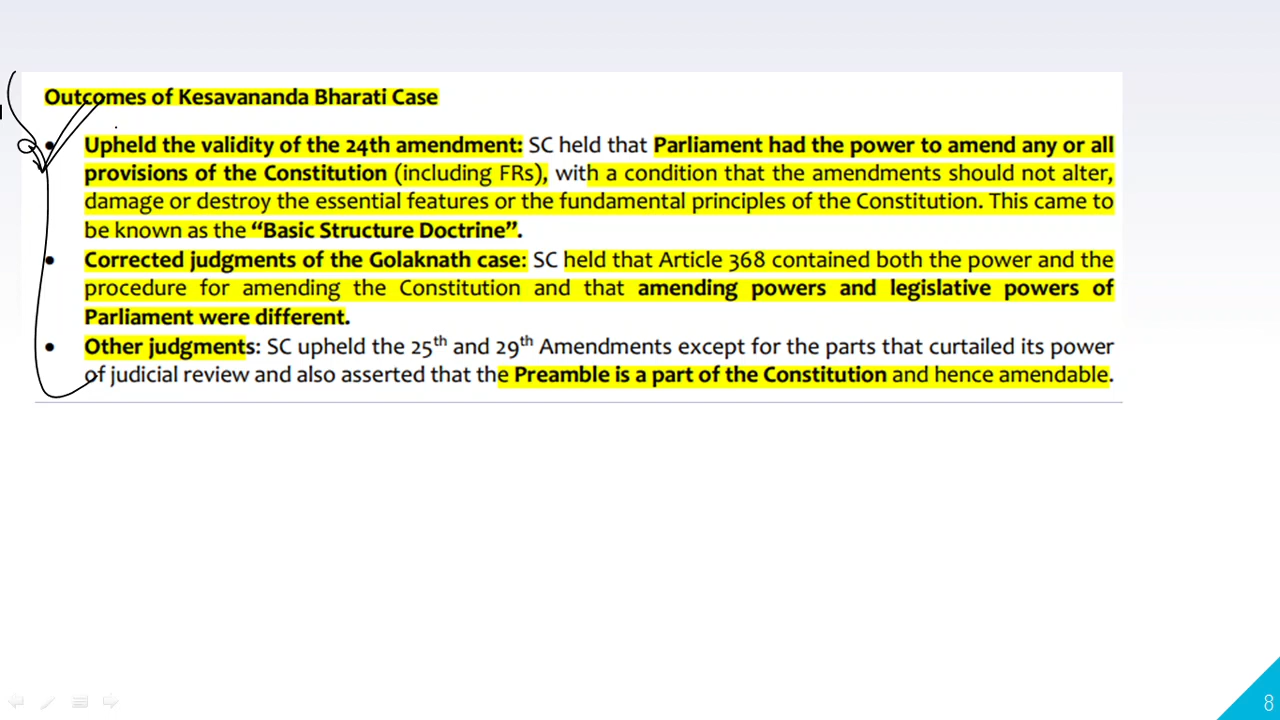 Outcomes of Kesavananda Bharati Case
• Upheld the validity of the 24th amendment: SC held that Parliament had the power to amend any or all
provisions of the Constitution (including FRs), with a condition that the amendments should not alter,
damage or destroy the essential features or the fundamental principles of the Constitution. This came to
be known as the “Basic Structure Doctrine”.
• Corrected judgments of the Golaknath case: SC held that Article 368 contained both the power and the
procedure for amending the Constitution and that amending powers and legislative powers of
Parliament were different.
• Other judgments: SC upheld the 25th and 29th Amendments except for the parts that curtailed its power
of judicial review and also asserted that the Preamble is a part of the Constitution and hence amendable.
8